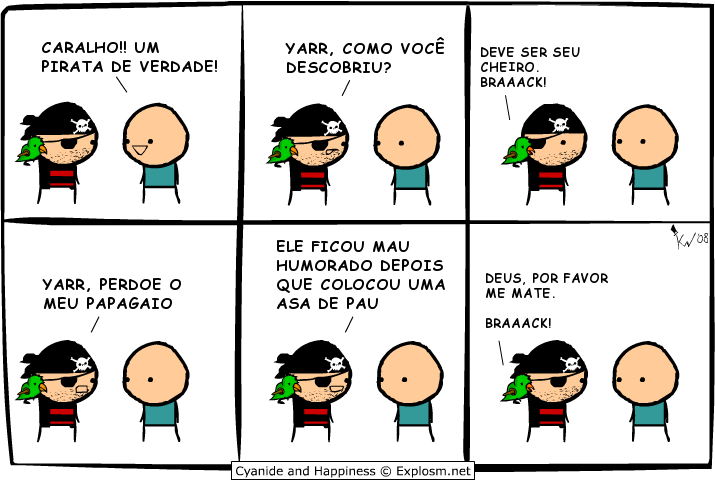 CARALHO!! UM
PIRATA DE VERDADE!
YARR, COMO VOCÊ
DESCOBRIU?
DEVE SER SEU
CHEIRO.
BRAAACK!
YARR, PERDOE O
MEU PAPAGAIO
ELE FICOU MAU
HUMORADO DEPOIS
QUE COLOCOU UMA
ASA DE PAU
KW '08
DEUS, POR FAVOR
ME MATE.
BRAAACK!
Cyanide and Happiness © Explosm.net